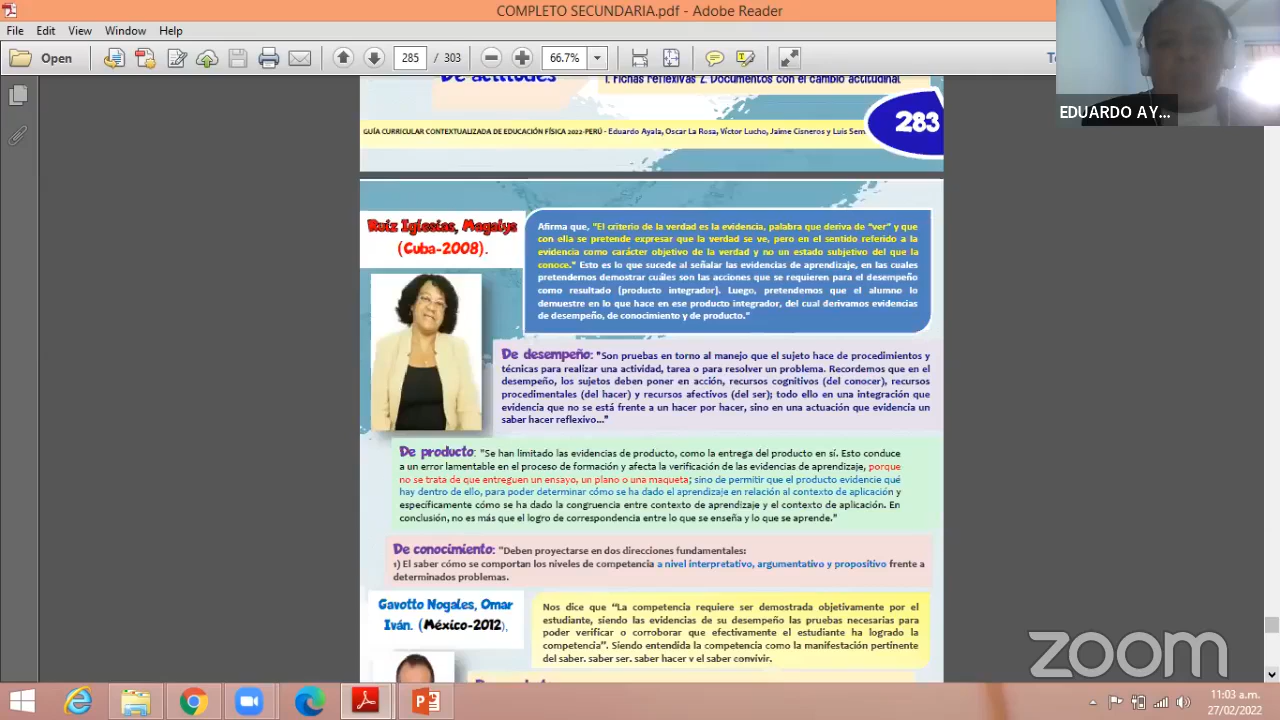 COMPLETO SECUNDARIA.pdf - Adobe Reader
File Edit View Window Help
Open
285 / 303
66.7%
EDUARDO AY...
De actitudes
1. Fichas reflexivas 2. Documentos con el cambio actitudinal
283
GUÍA CURRICULAR CONTEXTUALIZADA DE EDUCACIÓN FÍSICA 2022-PERÚ - Eduardo Ayala, Oscar La Rosa, Víctor Lucho, Jaime Cisneros y Luis Sem
Ruiz Iglesias, Magalys
(Cuba-2008).
Afirma que, "El criterio de la verdad es la evidencia, palabra que deriva de "ver" y que
con ella se pretende expresar que la verdad se ve, pero en el sentido referido a la
evidencia como carácter objetivo de la verdad y no un estado subjetivo del que la
conoce." Esto es lo que sucede al señalar las evidencias de aprendizaje, en las cuales
pretendemos demostrar cuáles son las acciones que se requieren para el desempeño
como resultado (producto integrador). Luego, pretendemos que el alumno lo
demuestre en lo que hace en ese producto integrador, del cual derivamos evidencias
de desempeño, de conocimiento y de producto."
De desempeño: "Son pruebas en torno al manejo que el sujeto hace de procedimientos y
técnicas para realizar una actividad, tarea o para resolver un problema. Recordemos que en el
desempeño, los sujetos deben poner en acción, recursos cognitivos (del conocer), recursos
procedimentales (del hacer) y recursos afectivos (del ser); todo ello en una integración que
evidencia que no se está frente a un hacer por hacer, sino en una actuación que evidencia un
saber hacer reflexivo..."
De producto: "Se han limitado las evidencias de producto, como la entrega del producto en sí. Esto conduce
a un error lamentable en el proceso de formación y afecta la verificación de las evidencias de aprendizaje, porque
no se trata de que entreguen un ensayo, un plano o una maqueta; sino de permitir que el producto evidencie qué
hay dentro de ello, para poder determinar cómo se ha dado el aprendizaje en relación al contexto de aplicación y
específicamente cómo se ha dado la congruencia entre contexto de aprendizaje y el contexto de aplicación. En
conclusión, no es más que el logro de correspondencia entre lo que se enseña y lo que se aprende."
De conocimiento: "Deben proyectarse en dos direcciones fundamentales:
1) El saber cómo se comportan los niveles de competencia a nivel interpretativo, argumentativo y propositivo frente a
determinados problemas.
Gavotto Nogales, Omar
Iván. (México-2012),
Nos dice que "La competencia requiere ser demostrada objetivamente por el
estudiante, siendo las evidencias de su desempeño las pruebas necesarias para
poder verificar o corroborar que efectivamente el estudiante ha logrado la
competencia". Siendo entendida la competencia como la manifestación pertinente
del saber, saber ser, saber hacer y el saber convivir.
zoom
11:03 a.m.
27/02/2022